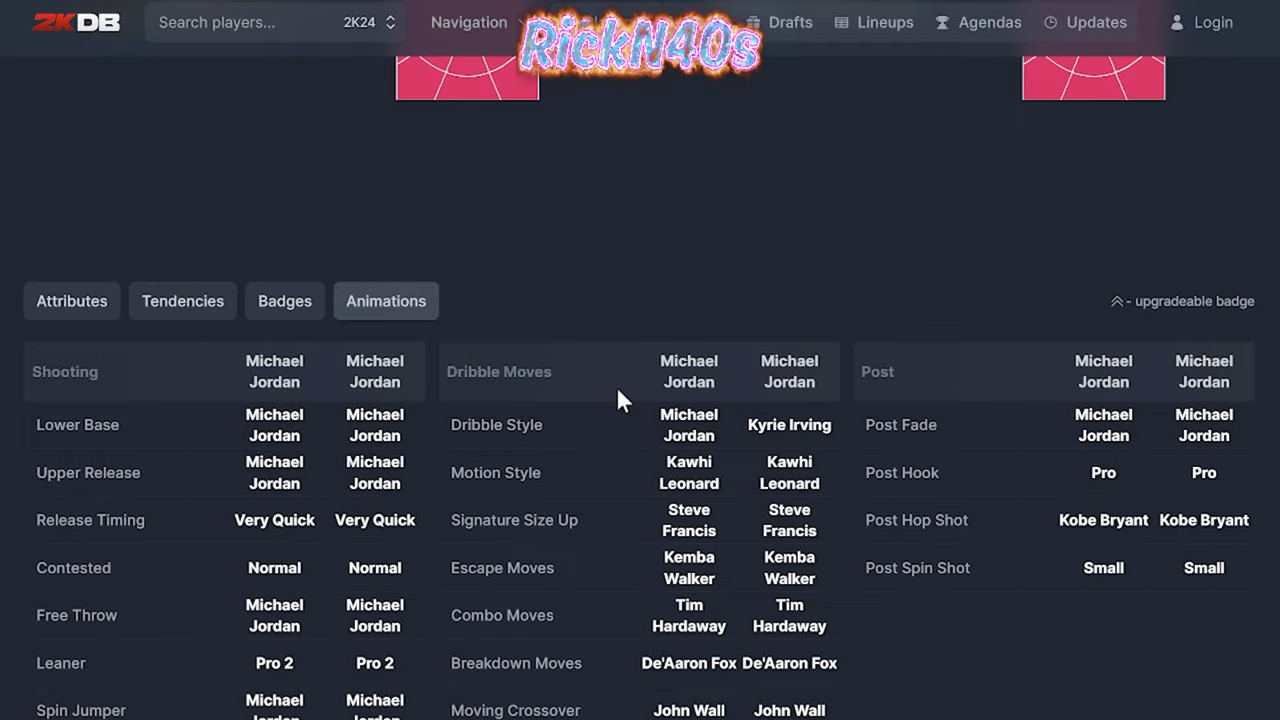 2KDB
Search players...
2K24
Navigation
Drafts
Lineups
Agendas
Updates
Login
RickN40s
Attributes
Tendencies
Badges
Animations
- upgradeable badge
Shooting
Michael Jordan
Michael Jordan
Lower Base
Michael Jordan
Michael Jordan
Upper Release
Michael Jordan
Michael Jordan
Release Timing
Very Quick
Very Quick
Contested
Normal
Normal
Free Throw
Michael Jordan
Michael Jordan
Leaner
Pro 2
Pro 2
Spin Jumper
Michael
Michael
Dribble Moves
Michael Jordan
Michael Jordan
Dribble Style
Michael Jordan
Kyrie Irving
Motion Style
Kawhi Leonard
Kawhi Leonard
Signature Size Up
Steve Francis
Steve Francis
Escape Moves
Kemba Walker
Kemba Walker
Combo Moves
Tim Hardaway
Tim Hardaway
Breakdown Moves
De'Aaron Fox
De'Aaron Fox
Moving Crossover
John Wall
John Wall
Post
Michael Jordan
Michael Jordan
Post Fade
Michael Jordan
Michael Jordan
Post Hook
Pro
Pro
Post Hop Shot
Kobe Bryant
Kobe Bryant
Post Spin Shot
Small
Small